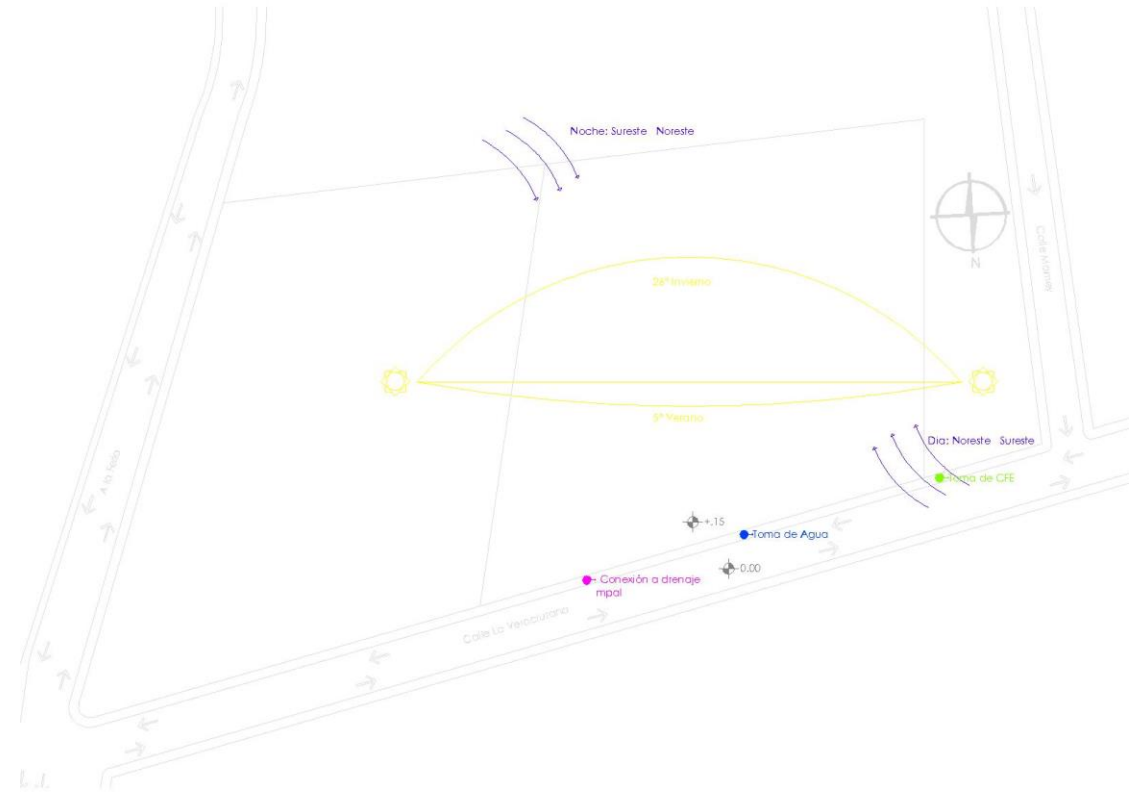 Noche: Sureste Noreste
N
26° Invierno
5° Verano
Dia: Noreste Sureste
Toma de CFE
+.15
Toma de Agua
0.00
Conexión a drenaje
mpal
Calle La Veracruzana